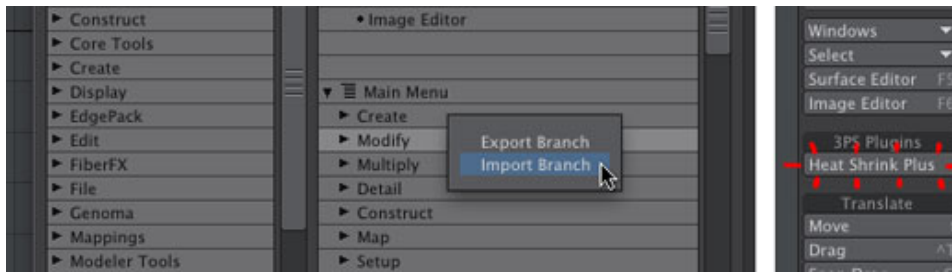 Construct
Core Tools
Create
Display
EdgePack
Edit
FiberFX
File
Genoma
Mappings
Modeler Tools
Image Editor
Main Menu
Create
Modify
Multiply
Detail
Construct
Map
Setup
Export Branch
Import Branch
Windows
Select
Surface Editor
Image Editor
3PS Plugins
Heat Shrink Plus
Translate
Move
Drag